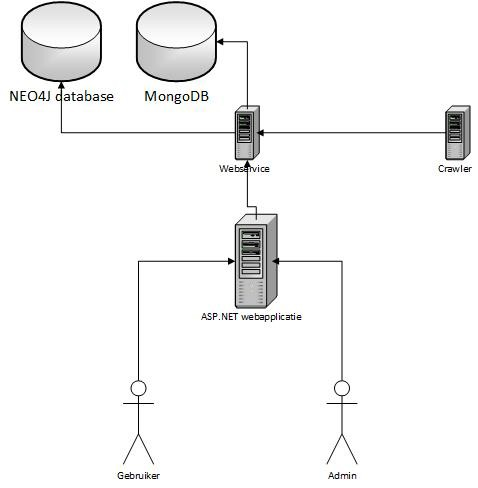 NEO4J database
MongoDB
Webservice
Crawler
ASP.NET webapplicatie
Gebruiker
Admin